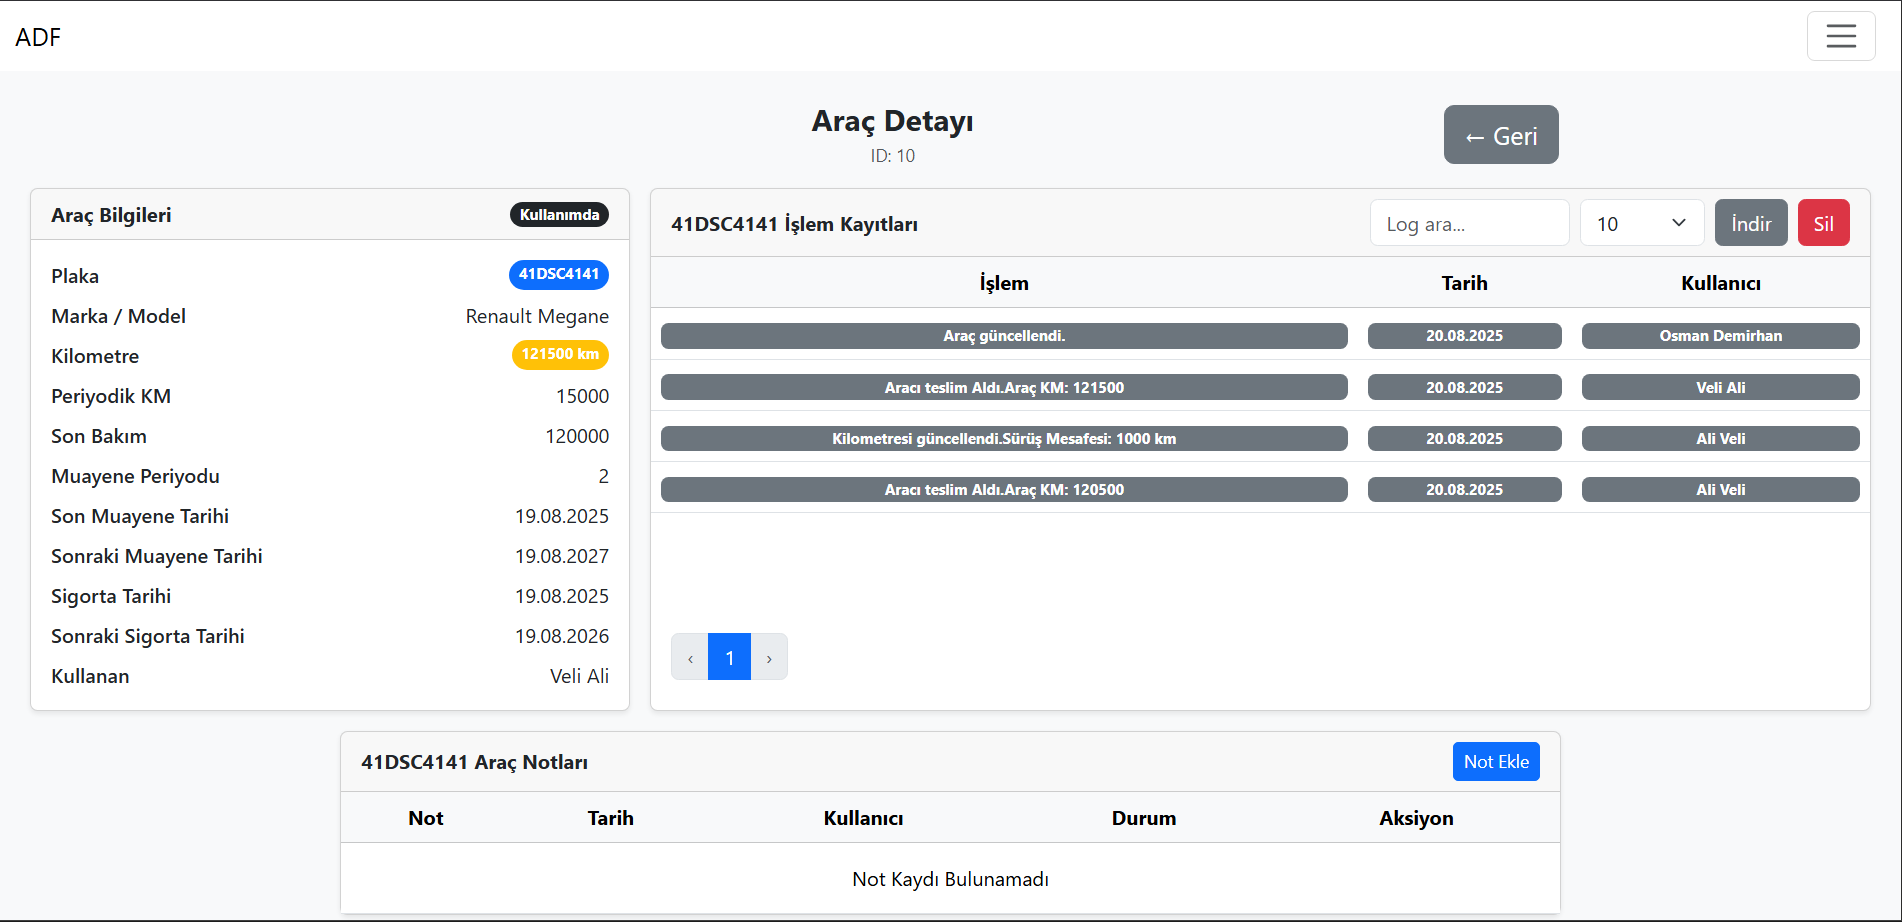 ADF
Araç Detayı
ID: 10
← Geri
Araç Bilgileri
Kullanımda
Plaka
41DSC4141
Marka / Model
Renault Megane
Kilometre
121500 km
Periyodik KM
15000
Son Bakım
120000
Muayene Periyodu
2
Son Muayene Tarihi
19.08.2025
Sonraki Muayene Tarihi
19.08.2027
Sigorta Tarihi
19.08.2025
Sonraki Sigorta Tarihi
19.08.2026
Kullanan
Veli Ali
41DSC4141 İşlem Kayıtları
Log ara...
10
İndir
Sil
İşlem Tarih Kullanıcı
Araç güncellendi. 20.08.2025 Osman Demirhan
Aracı teslim Aldı.Araç KM: 121500 20.08.2025 Veli Ali
Kilometresi güncellendi.Sürüş Mesafesi: 1000 km 20.08.2025 Ali Veli
Aracı teslim Aldı.Araç KM: 120500 20.08.2025 Ali Veli
‹ 1 ›
41DSC4141 Araç Notları
Not Ekle
Not Tarih Kullanıcı Durum Aksiyon
Not Kaydı Bulunamadı